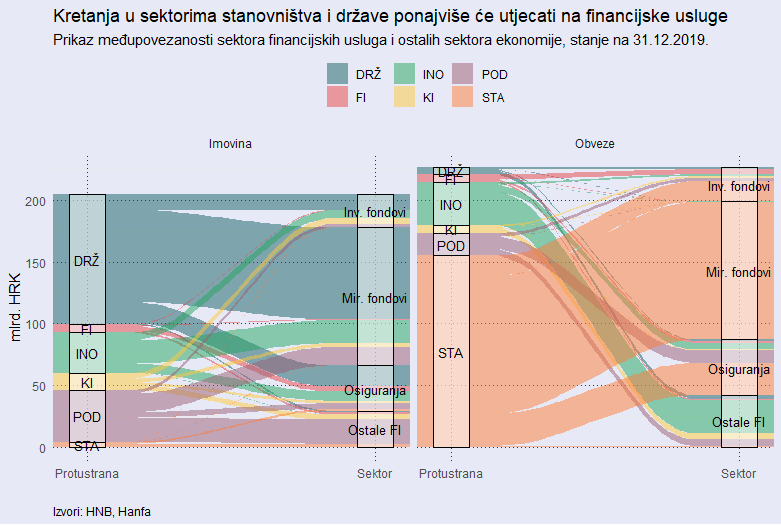 Kretanja u sektorima stanovništva i države ponajviše će utjecati na financijske usluge
Prikaz međupovezanosti sektora financijskih usluga i ostalih sektora ekonomije, stanje na 31.12.2019.
DRŽ INO POD
FI KI STA
Imovina Obveze
mlrd. HRK
200
150
100
50
0
DRŽ
FI
INO
KI
POD
STA
Inv. fondovi
Mir. fondovi
Osiguranja
Ostale FI
DRŽ
FI
INO
KI
POD
STA
Inv. fondovi
Mir. fondovi
Osiguranja
Ostale FI
Protustrana Sektor Protustrana Sektor
Izvori: HNB, Hanfa